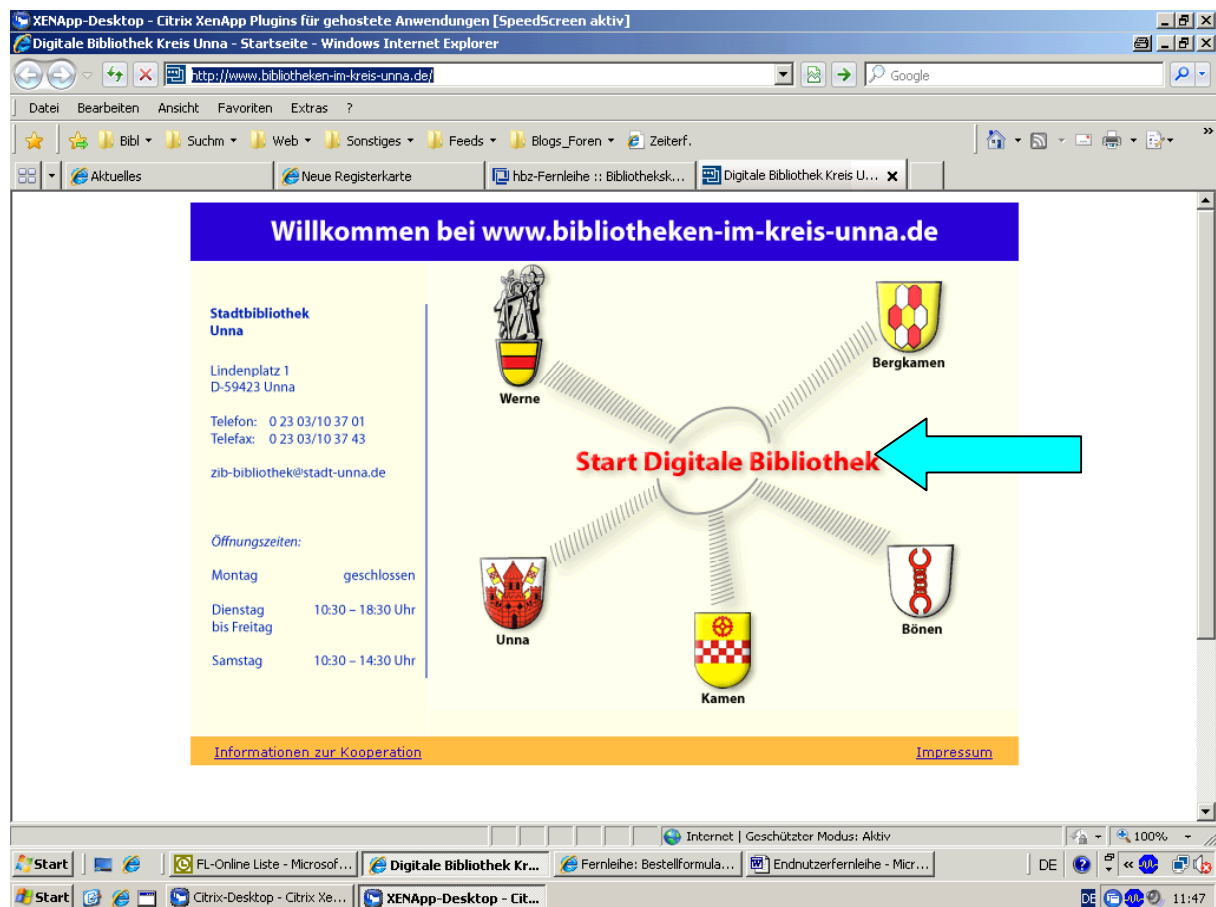 XENApp-Desktop - Citrix XenApp Plugins für gehostete Anwendungen [SpeedScreen aktiv]
Digitale Bibliothek Kreis Unna - Startseite - Windows Internet Explorer
http://www.bibliotheken-im-kreis-unna.de/
Google
Datei Bearbeiten Ansicht Favoriten Extras ?
Bibl Suchm Web Sonstiges Feeds Blogs_Foren Zeiterf.
Aktuelles Neue Registerkarte hbz-Fernleihe :: Biblioteksk... Digitale Bibliothek Kreis U...
Willkommen bei www.bibliotheken-im-kreis-unna.de
Stadtbibliothek
Unna
Lindenplatz 1
D-59423 Unna
Telefon: 0 23 03/10 37 01
Telefax: 0 23 03/10 37 43
zib-bibliothek@stadt-unna.de
Öffnungszeiten:
Montag geschlossen
Dienstag 10:30 – 18:30 Uhr
bis Freitag
Samstag 10:30 – 14:30 Uhr
Werne
Bergkamen
Start Digitale Bibliothek
Unna
Bönen
Kamen
Informationen zur Kooperation Impressum
Internet | Geschützter Modus: Aktiv 100%
Start FL-Online Liste - Microsof... Digitale Bibliothek Kr... Fernleihe: Bestellformula... Endnutzerfernleihe - Micr... DE
Start Citrix-Desktop - Citrix Xe... XENApp-Desktop - Cit... DE 11:47